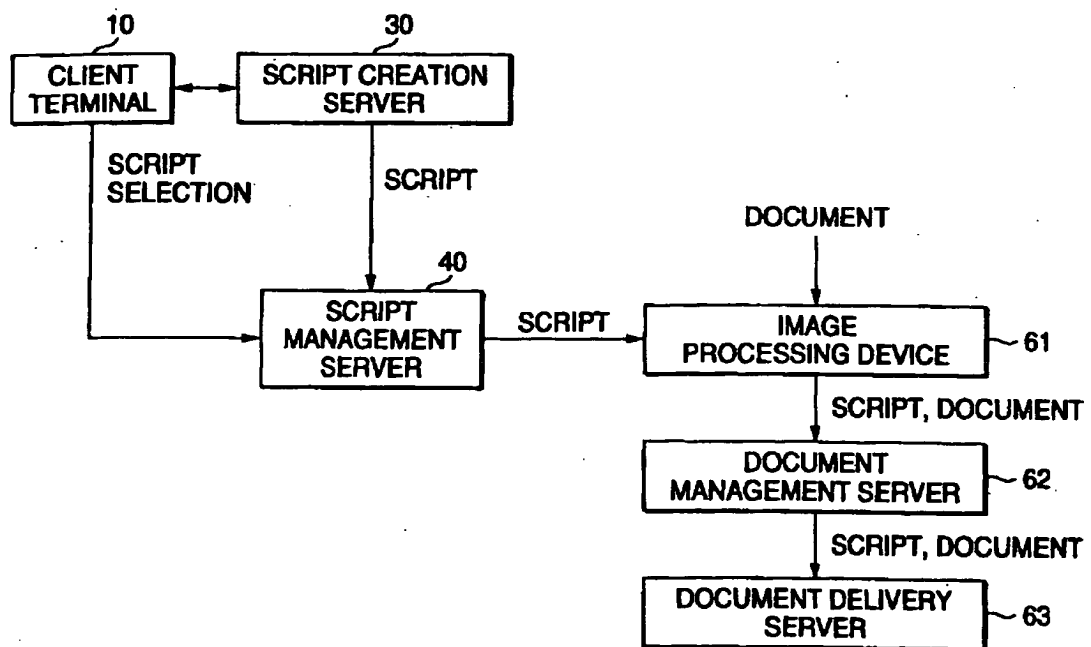 10
CLIENT
TERMINAL
30
SCRIPT CREATION
SERVER
SCRIPT
SELECTION
SCRIPT
DOCUMENT
40
SCRIPT
MANAGEMENT
SERVER
SCRIPT
IMAGE
PROCESSING DEVICE
61
SCRIPT, DOCUMENT
DOCUMENT
MANAGEMENT SERVER
62
SCRIPT, DOCUMENT
DOCUMENT DELIVERY
SERVER
63